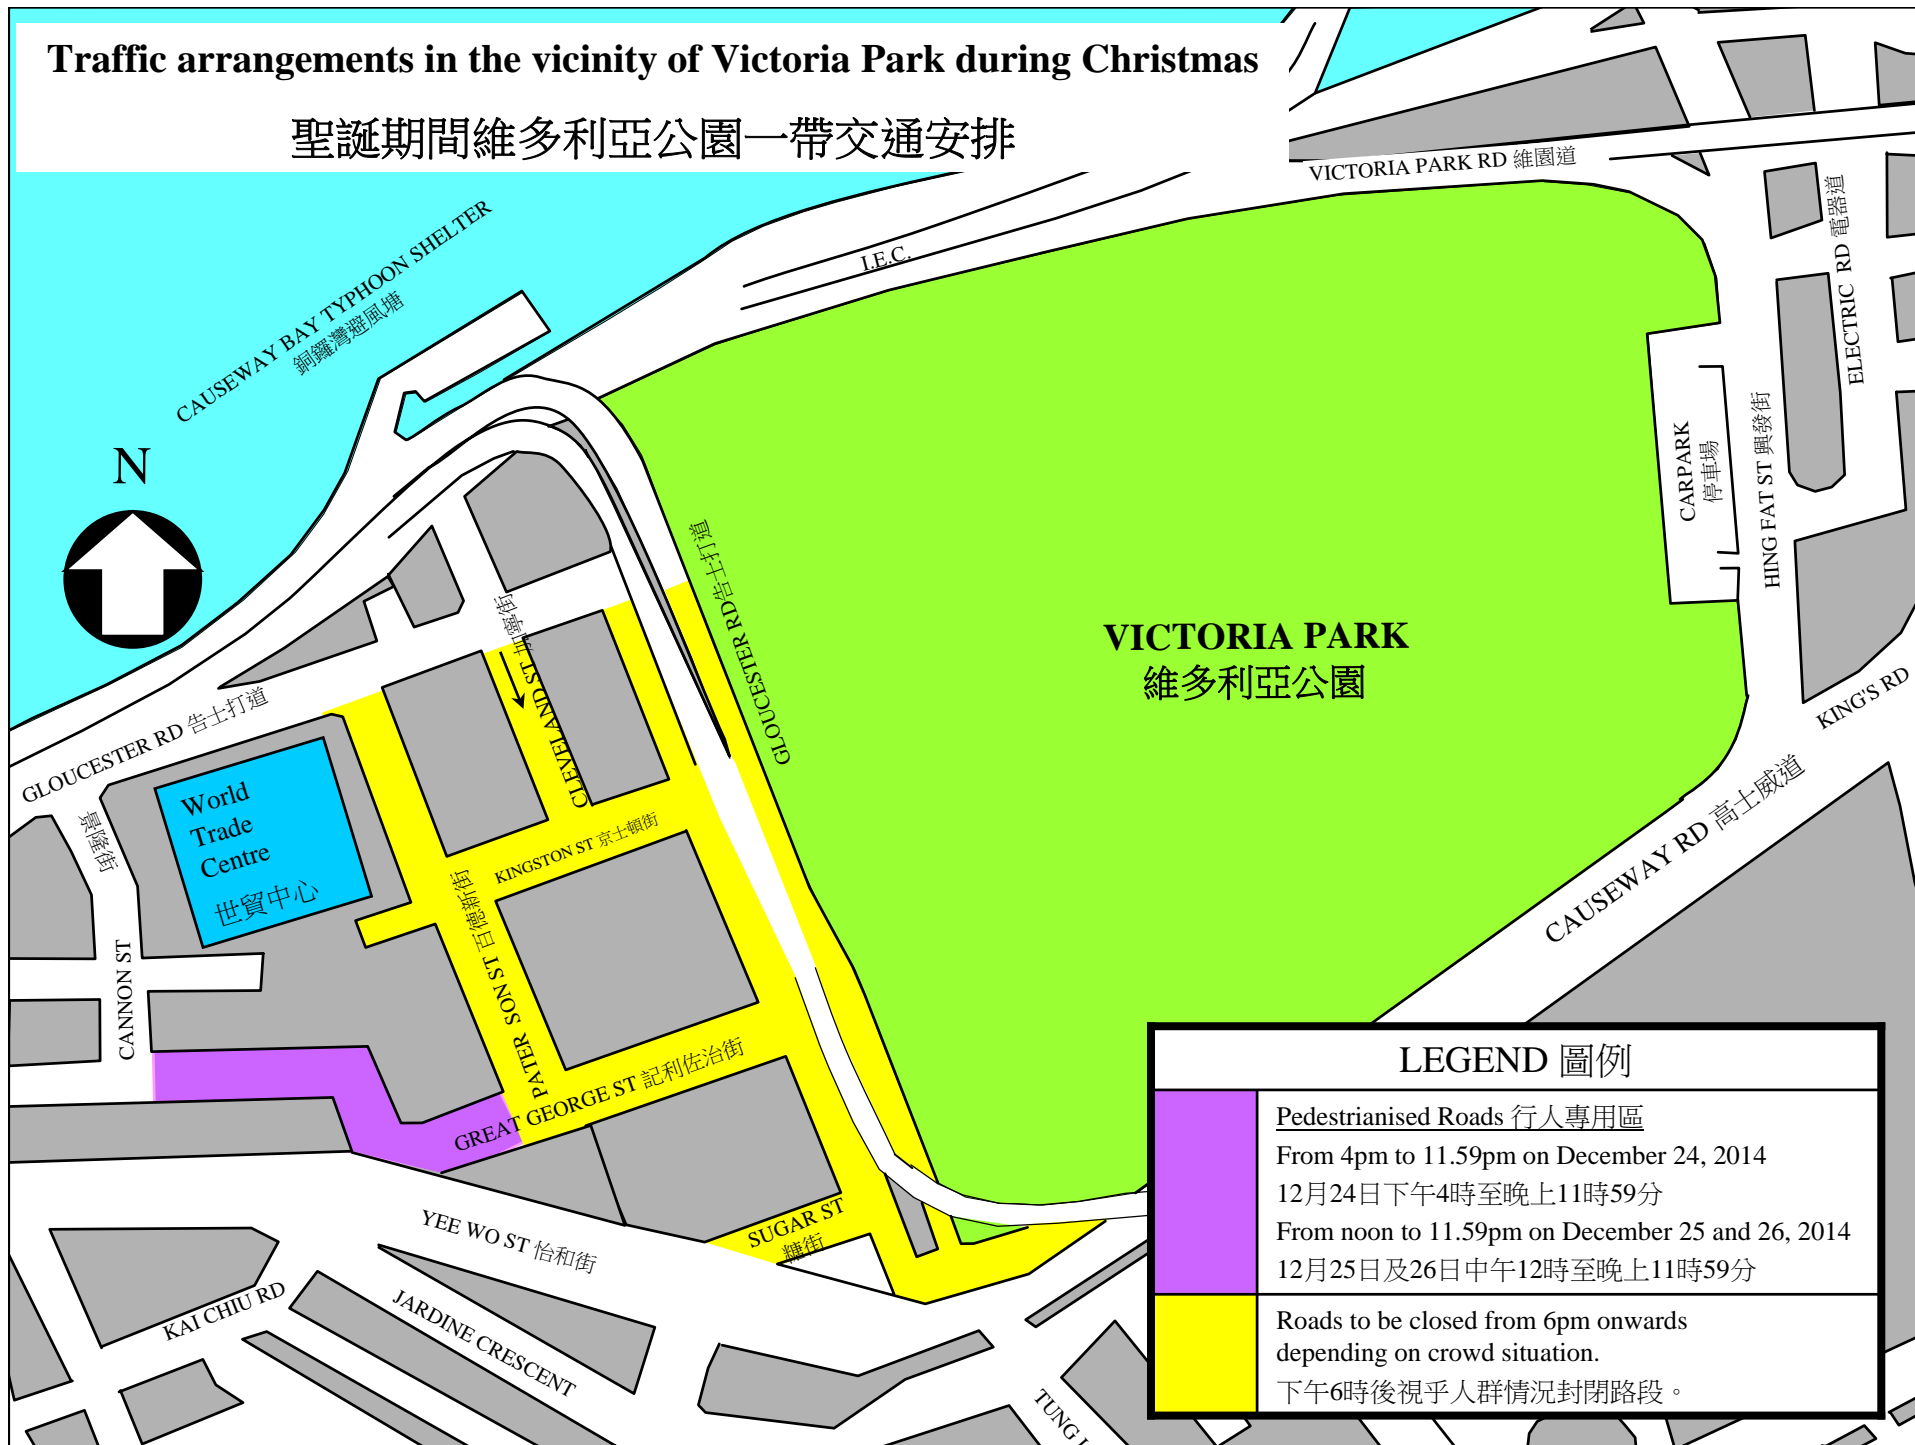 Traffic arrangements in the vicinity of Victoria Park during Christmas
聖誕期間維多利亞公園一帶交通安排
VICTORIA PARK RD 維園道
ELECTRIC RD 電器道
I.E.C.
CAUSEWAY BAY TYPHOON SHELTER
銅鑼灣避風塘
N
CARPARK
停車場
HING FAT ST 興發街
GLOUCESTER RD告士打道
CLEVELAND ST 加寧街
VICTORIA PARK
維多利亞公園
KING'S RD
GLOUCESTER RD 告士打道
World
Trade
Centre
世貿中心
景隆街
CANNON ST
KINGSTON ST 京士頓街
PATER SON ST 百德新街
CAUSEWAY RD 高士威道
GREAT GEORGE ST 記利佐治街
SUGAR ST
糖街
YEE WO ST 怡和街
KAI CHIU RD
JARDINE CRESCENT
LEGEND 圖例
Pedestrianised Roads 行人專用區
From 4pm to 11.59pm on December 24, 2014
12月24日下午4時至晚上11時59分
From noon to 11.59pm on December 25 and 26, 2014
12月25日及26日中午12時至晚上11時59分
Roads to be closed from 6pm onwards
depending on crowd situation.
下午6時後視乎人群情況封閉路段。
TUNG